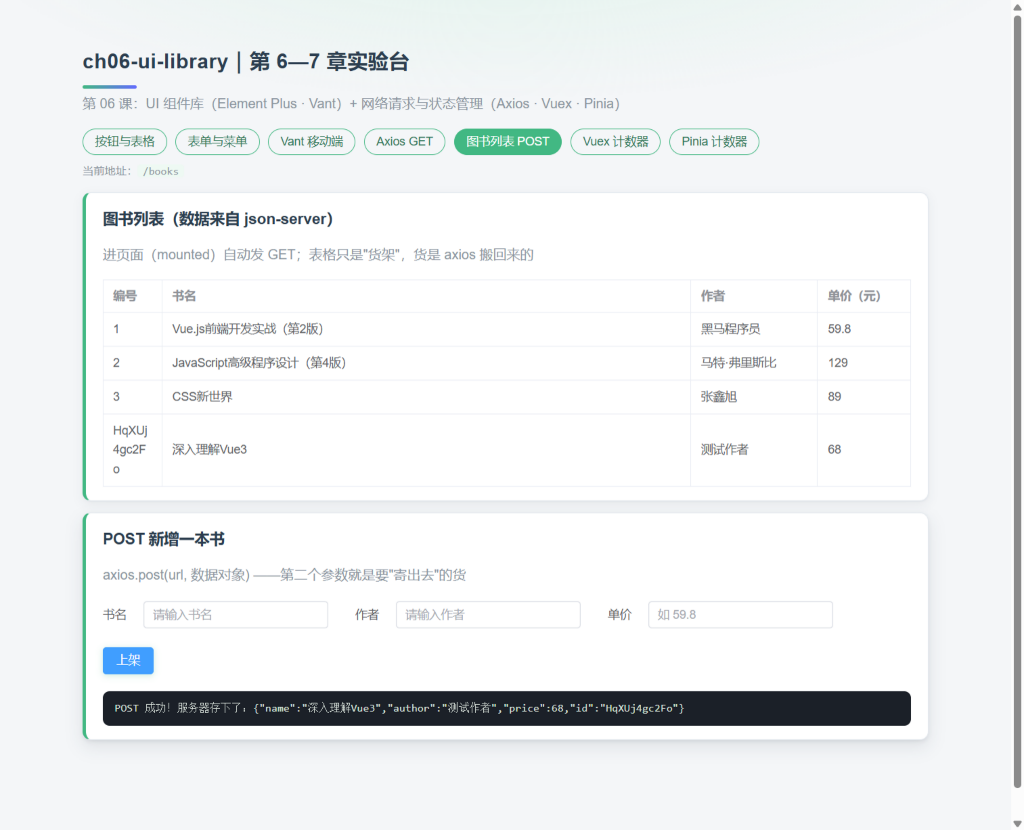 ch06-ui-library｜第 6—7 章实验台
第 06 课：UI 组件库（Element Plus · Vant）+ 网络请求与状态管理（Axios · Vuex · Pinia）
按钮与表格 表单与菜单 Vant 移动端 Axios GET 图书列表 POST Vuex 计数器 Pinia 计数器
当前地址： /books
图书列表（数据来自 json-server）
进页面（mounted）自动发 GET；表格只是"货架"，货是 axios 搬回来的
编号 书名 作者 单价（元）
1 Vue.js前端开发实战（第2版） 黑马程序员 59.8
2 JavaScript高级程序设计（第4版） 马特·弗里斯比 129
3 CSS新世界 张鑫旭 89
HqXUj
4gc2F 深入理解Vue3 测试作者 68
o
POST 新增一本书
axios.post(url, 数据对象) ——第二个参数就是要"寄出去"的货
书名 请输入书名 作者 请输入作者 单价 如 59.8
上架
POST 成功！服务器存下了：{"name":"深入理解Vue3","author":"测试作者","price":68,"id":"HqXUj4gc2Fo"}